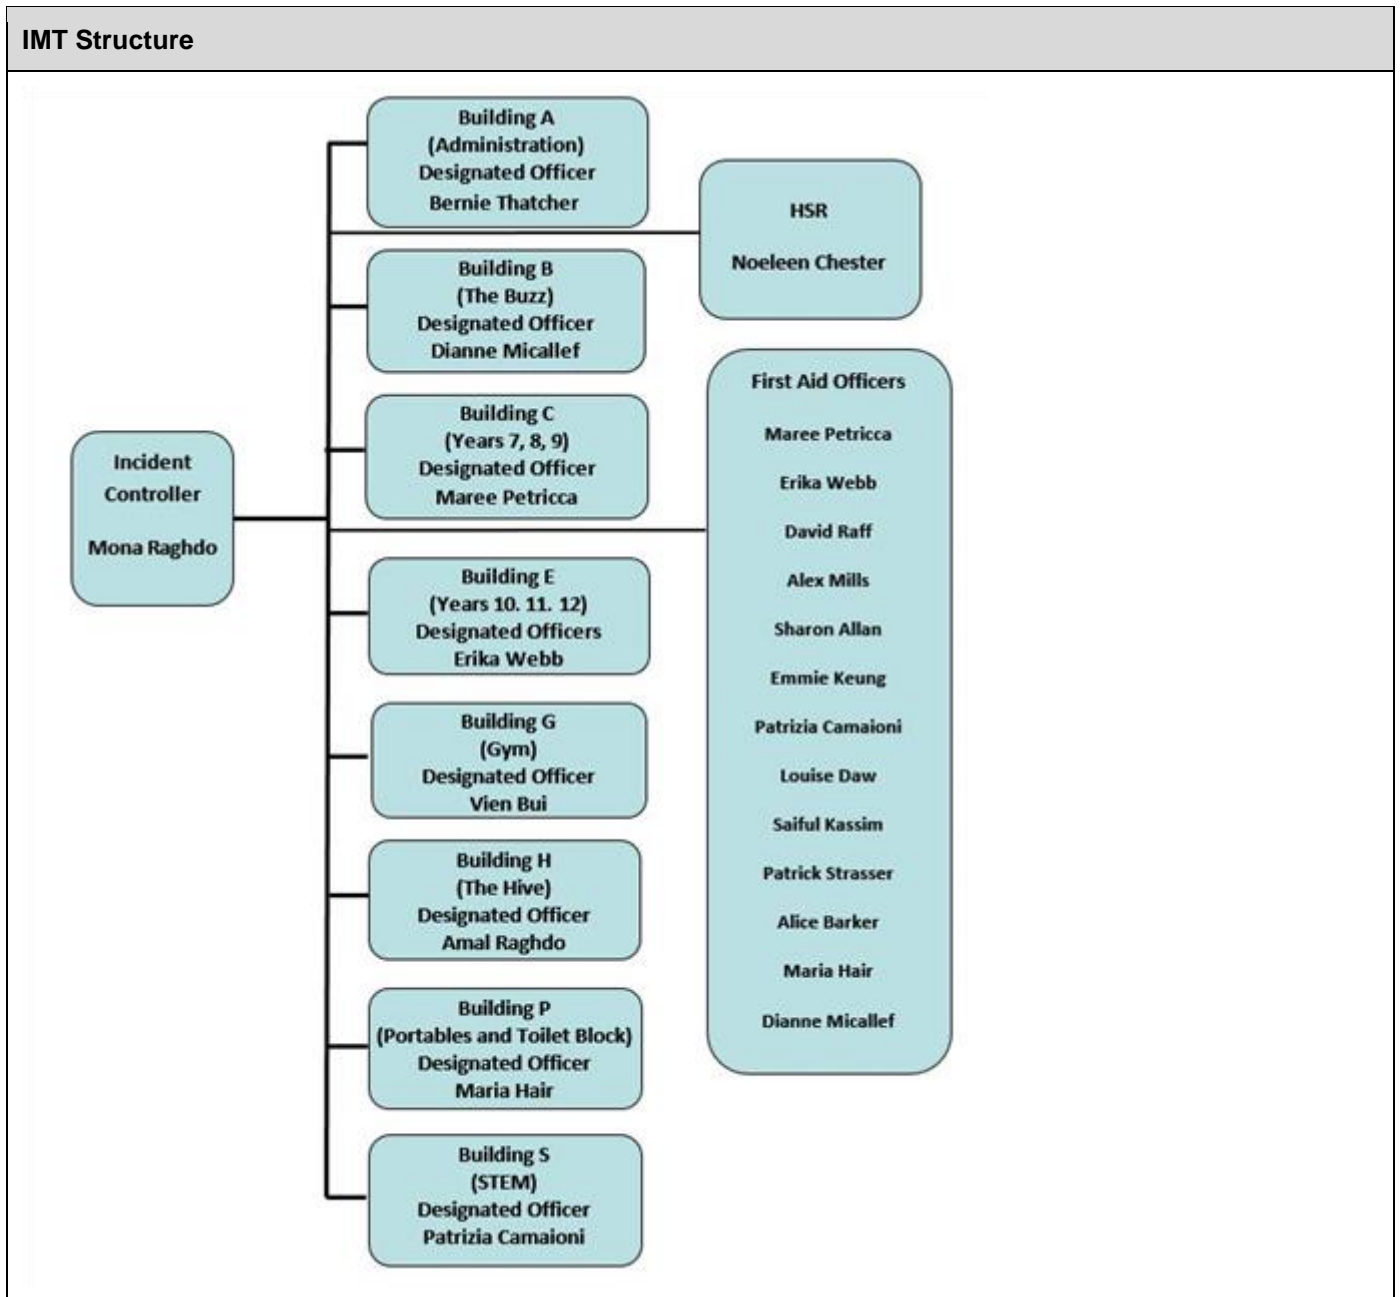 IMT Structure
Building A
(Administration)
Designated Officer
Bernie Thatcher
HSR
Noeleen Chester
Building B
(The Buzz)
Designated Officer
Dianne Micallef
Building C
(Years 7, 8, 9)
Designated Officer
Maree Petricca
Incident
Controller
Mona Raghdo
First Aid Officers
Maree Petricca
Erika Webb
David Raff
Alex Mills
Sharon Allan
Emmie Keung
Patrizia Camaioni
Louise Daw
Saiful Kassim
Patrick Strasser
Alice Barker
Maria Hair
Dianne Micallef
Building E
(Years 10. 11. 12)
Designated Officers
Erika Webb
Building G
(Gym)
Designated Officer
Vien Bui
Building H
(The Hive)
Designated Officer
Amal Raghdo
Building P
(Portables and Toilet Block)
Designated Officer
Maria Hair
Building S
(STEM)
Designated Officer
Patrizia Camaioni